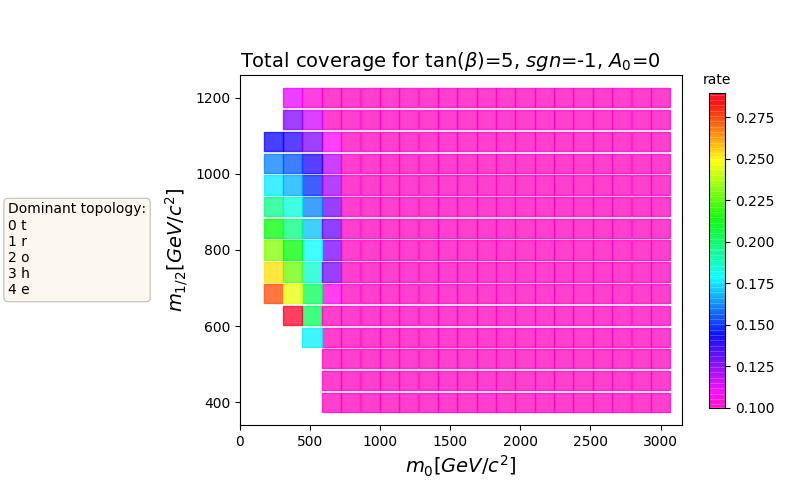 Total coverage for tan(β)=5, sgn=-1, A₀=0
rate
Dominant topology:
0 t
1 r
2 o
3 h
4 e
m₁/₂[GeV/c²]
1200
1000
800
600
400
0 500 1000 1500 2000 2500 3000
m₀[GeV/c²]
0.275
0.250
0.225
0.200
0.175
0.150
0.125
0.100